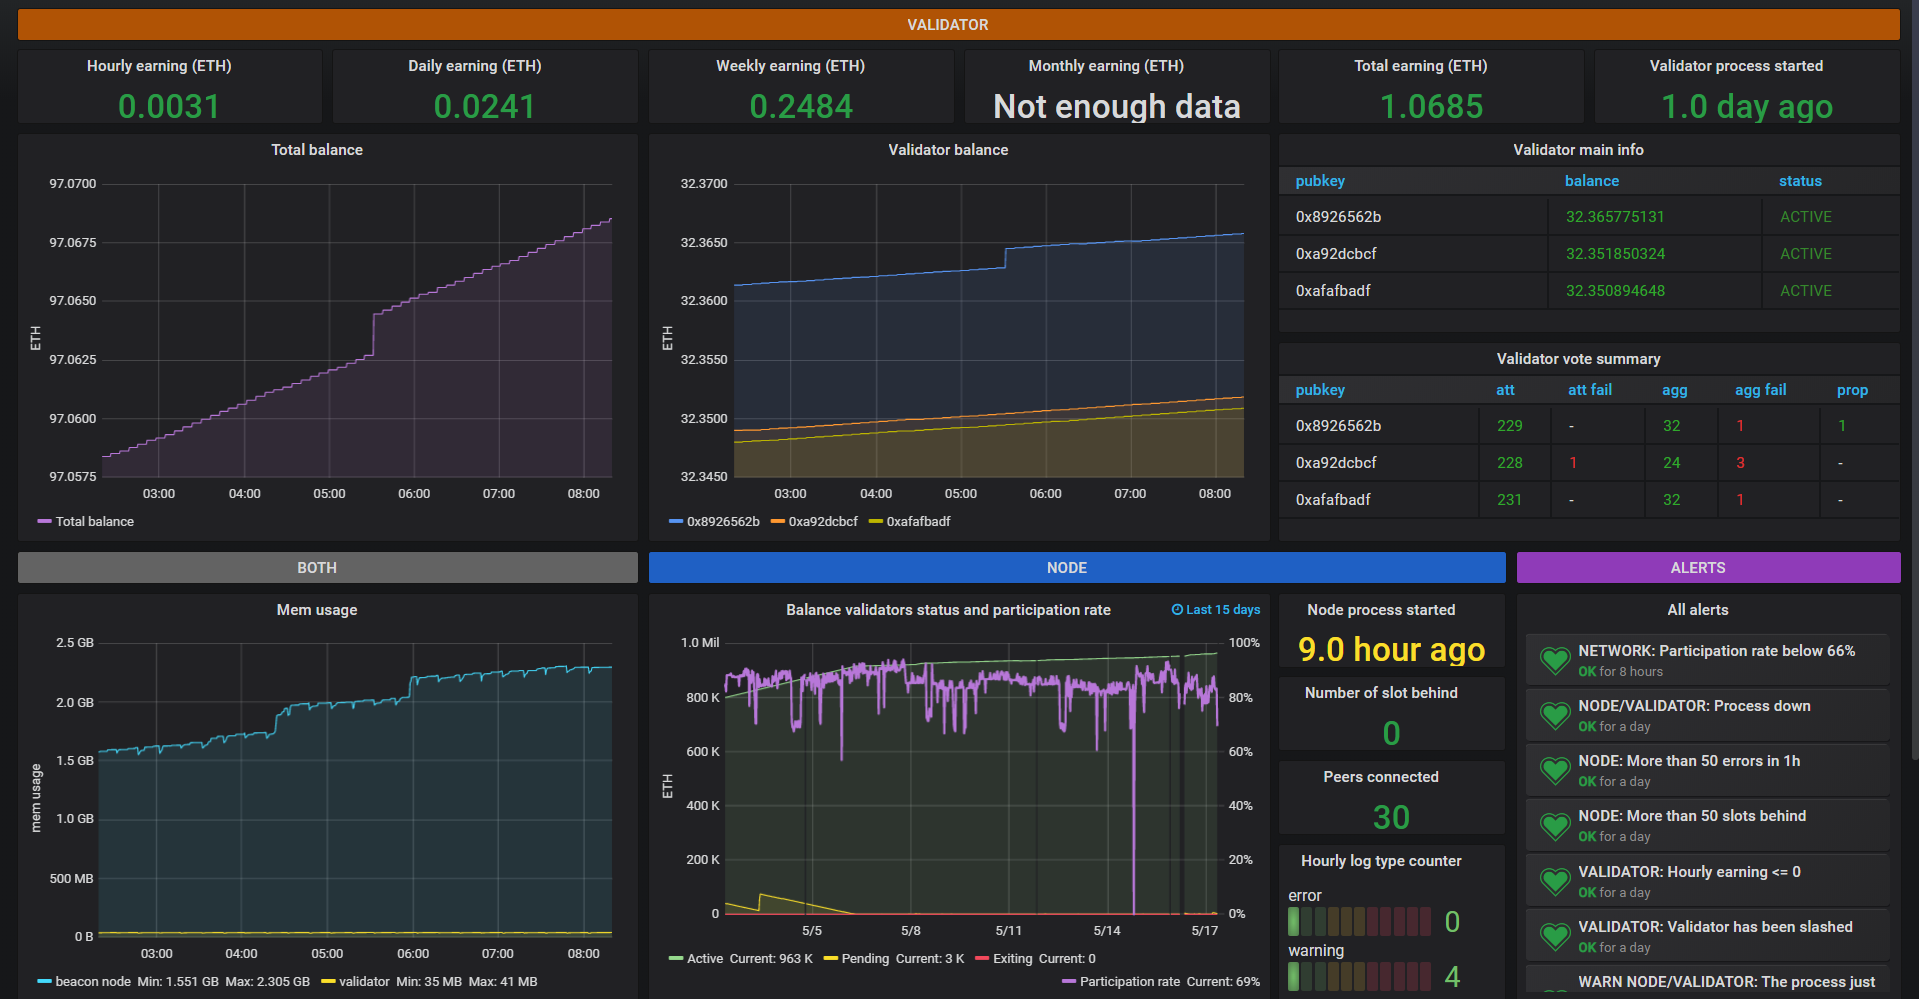 VALIDATOR
Hourly earning (ETH)
0.0031
Daily earning (ETH)
0.0241
Weekly earning (ETH)
0.2484
Monthly earning (ETH)
Not enough data
Total earning (ETH)
1.0685
Validator process started
1.0 day ago
Total balance
97.0700
97.0675
97.0650
97.0625
97.0600
97.0575
ETH
03:00 04:00 05:00 06:00 07:00 08:00
Total balance
Validator balance
32.3700
32.3650
32.3600
32.3550
32.3500
32.3450
ETH
03:00 04:00 05:00 06:00 07:00 08:00
0x8926562b 0xa92dcbcf 0xafafbadf
Validator main info
pubkey balance status
0x8926562b 32.365775131 ACTIVE
0xa92dcbcf 32.351850324 ACTIVE
0xafafbadf 32.350894648 ACTIVE
Validator vote summary
pubkey att att fail agg agg fail prop
0x8926562b 229 - 32 1 1
0xa92dcbcf 228 1 24 3 -
0xafafbadf 231 - 32 1 -
BOTH
Mem usage
2.5 GB
2.0 GB
1.5 GB
1.0 GB
500 MB
0 B
mem usage
03:00 04:00 05:00 06:00 07:00 08:00
beacon node Min: 1.551 GB Max: 2.305 GB validator Min: 35 MB Max: 41 MB
NODE
Balance validators status and participation rate
Last 15 days
1.0 Mil
800 K
600 K
400 K
200 K
0
ETH
100%
80%
60%
40%
20%
0%
5/5 5/8 5/11 5/14 5/17
Active Current: 963 K Pending Current: 3 K Exiting Current: 0
Participation rate Current: 69%
Node process started
9.0 hour ago
Number of slot behind
0
Peers connected
30
Hourly log type counter
error
0
warning
4
ALERTS
All alerts
NETWORK: Participation rate below 66%
OK for 8 hours
NODE/VALIDATOR: Process down
OK for a day
NODE: More than 50 errors in 1h
OK for a day
NODE: More than 50 slots behind
OK for a day
VALIDATOR: Hourly earning <= 0
OK for a day
VALIDATOR: Validator has been slashed
OK for a day
WARN NODE/VALIDATOR: The process just